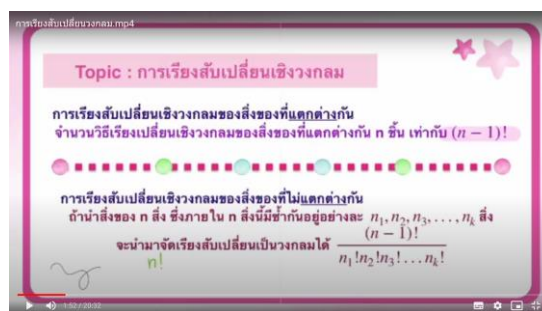 การเรียงสับเปลี่ยนวงกลม.mp4
Topic : การเรียงสับเปลี่ยนเชิงวงกลม
การเรียงสับเปลี่ยนเชิงวงกลมของสิ่งของที่แตกต่างกัน
จำนวนวิธีเรียงเปลี่ยนเชิงวงกลมของสิ่งของที่แตกต่างกัน n ชิ้น เท่ากับ (n − 1)!
การเรียงสับเปลี่ยนเชิงวงกลมของสิ่งของที่ไม่แตกต่างกัน
ถ้านำสิ่งของ n สิ่ง ซึ่งภายใน n สิ่งนี้มีซ้ำกันอยู่อย่างละ n₁, n₂, n₃, . . . , nₖ สิ่ง
จะนำมาจัดเรียงสับเปลี่ยนเป็นวงกลมได้ (n − 1)! / n₁!n₂!n₃! . . . nₖ!
n!
1:52 / 20:32